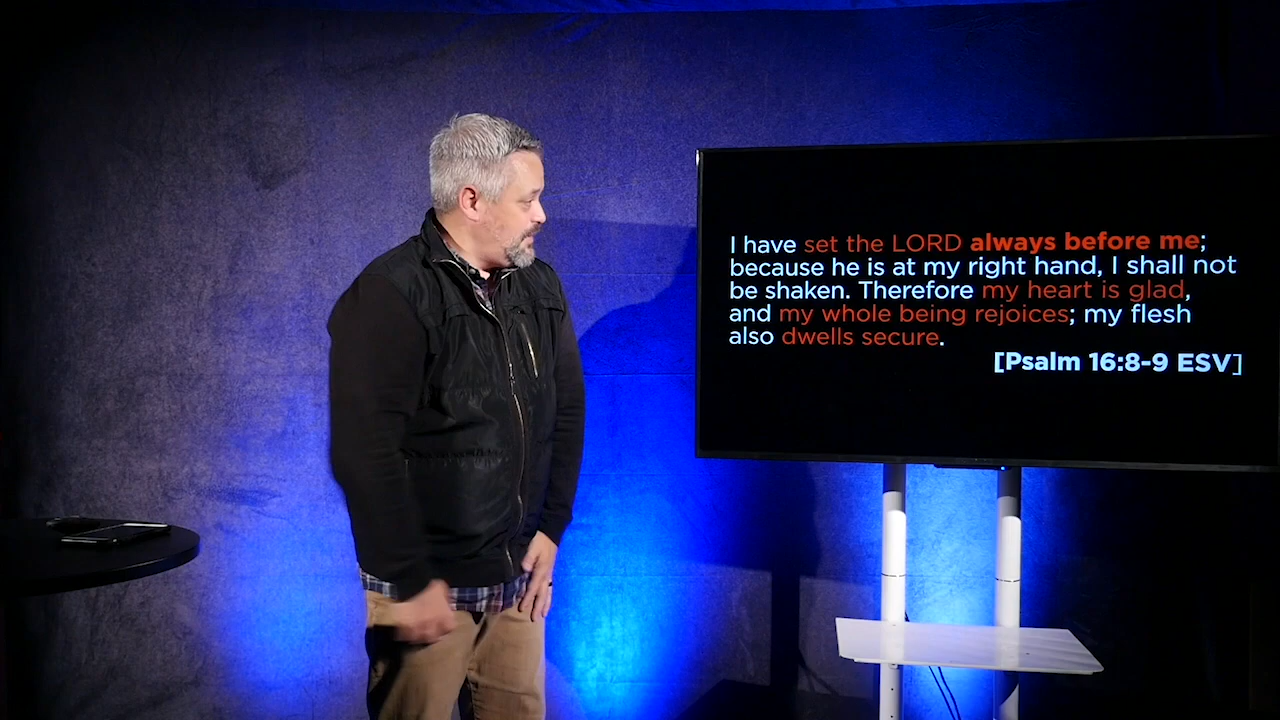 I have set the LORD always before me;
because he is at my right hand, I shall not
be shaken. Therefore my heart is glad,
and my whole being rejoices; my flesh
also dwells secure.
[Psalm 16:8-9 ESV]